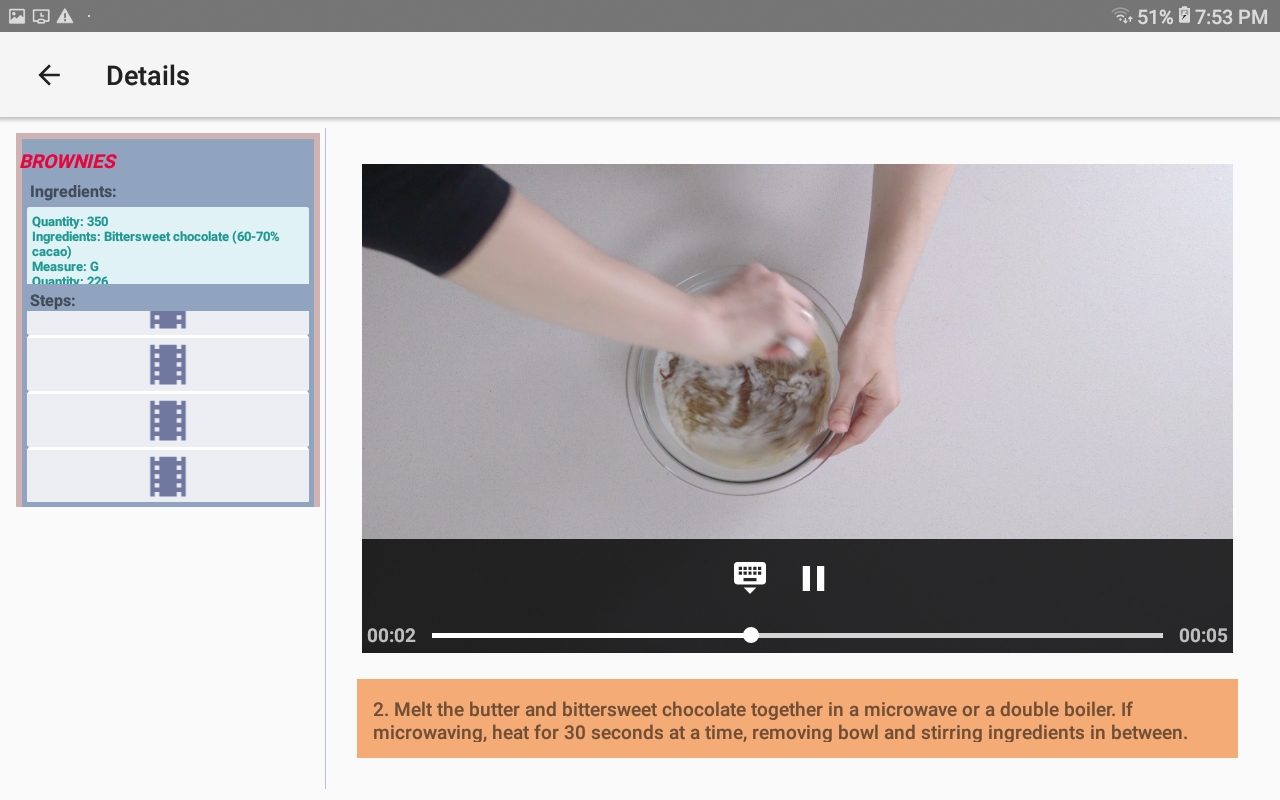 51% 7:53 PM
Details
BROWNIES
Ingredients:
Quantity: 350
Ingredients: Bittersweet chocolate (60-70%
cacao)
Measure: G
Quantity: 226
Steps:
00:02
00:05
2. Melt the butter and bittersweet chocolate together in a microwave or a double boiler. If
microwaving, heat for 30 seconds at a time, removing bowl and stirring ingredients in between.